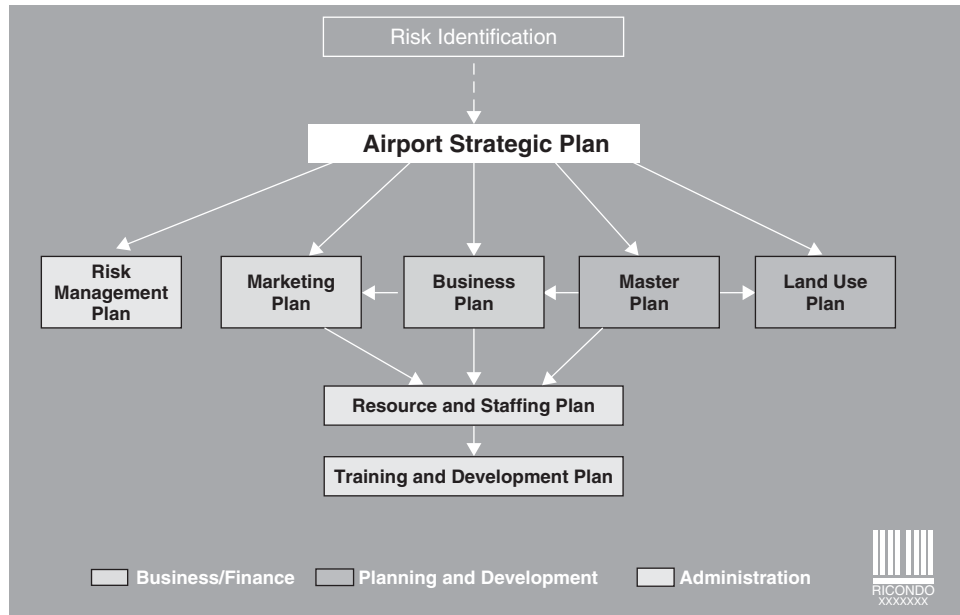 Risk Identification
Airport Strategic Plan
Risk
Management
Plan
Marketing
Plan
Business
Plan
Master
Plan
Land Use
Plan
Resource and Staffing Plan
Training and Development Plan
Business/Finance
Planning and Development
Administration
RICONDO
XXXXXXX